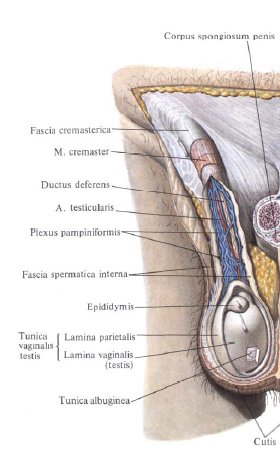 Corpus spongiosum penis
Fascia cremasterica
M. cremaster
Ductus deferens
A. testicularis
Plexus pampiniformis
Fascia spermatica interna
Epididymis
Tunica
vaginalis
testis
Lamina parietalis
Lamina vaginalis
(testis)
Tunica albuginea
Cutis